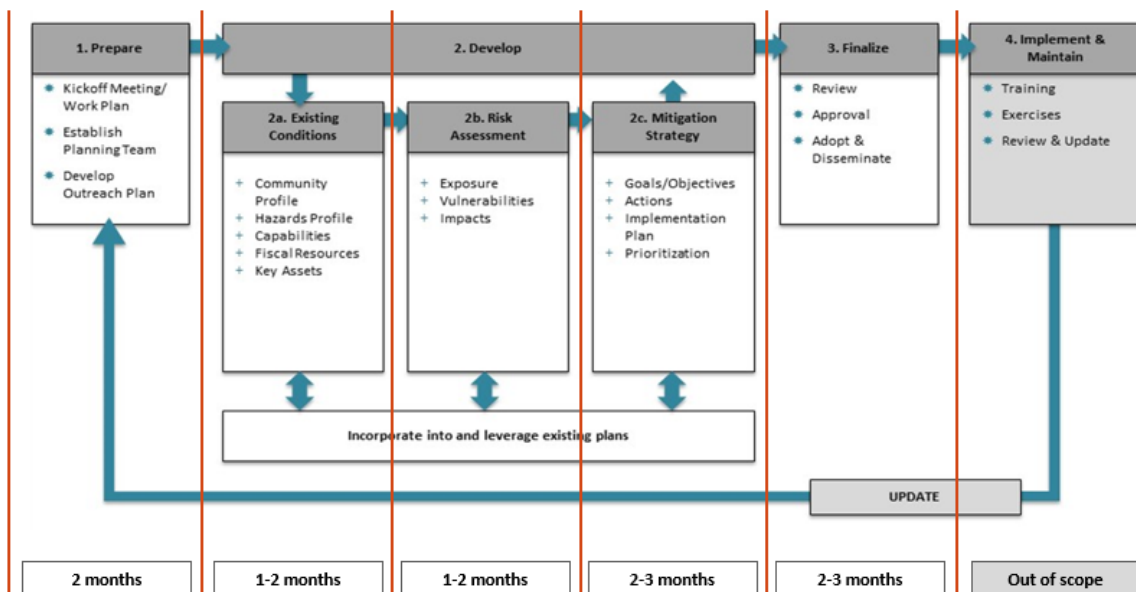 1. Prepare
Kickoff Meeting/
Work Plan
Establish
Planning Team
Develop
Outreach Plan
2. Develop
2a. Existing
Conditions
Community
Profile
Hazards Profile
Capabilities
Fiscal Resources
Key Assets
2b. Risk
Assessment
Exposure
Vulnerabilities
Impacts
2c. Mitigation
Strategy
Goals/Objectives
Actions
Implementation
Plan
Prioritization
Incorporate into and leverage existing plans
3. Finalize
Review
Approval
Adopt &
Disseminate
4. Implement &
Maintain
Training
Exercises
Review & Update
UPDATE
2 months
1-2 months
1-2 months
2-3 months
2-3 months
Out of scope